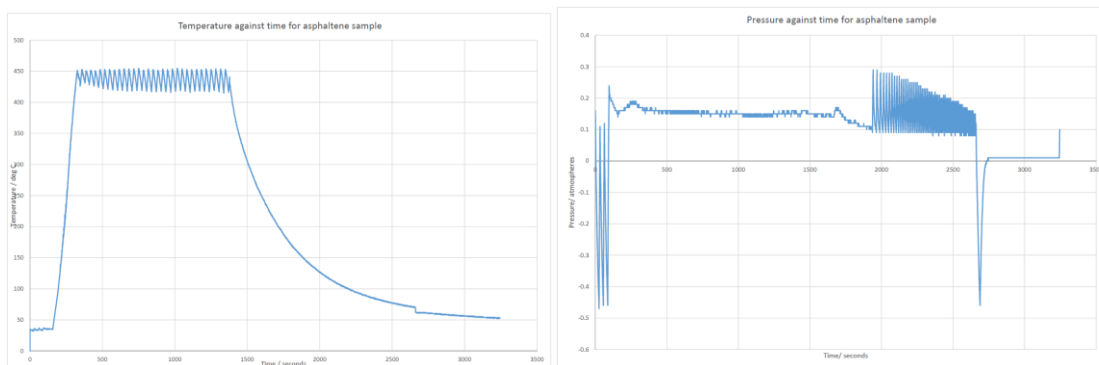 Temperature against time for asphaltene sample
500
450
400
350
300
250
200
150
100
50
0
Temperature / deg C
0 500 1000 1500 2000 2500 3000 3500
Time / seconds
Pressure against time for asphaltene sample
0.4
0.3
0.2
0.1
0
-0.1
-0.2
-0.3
-0.4
-0.5
-0.6
Pressure/ atmospheres
0 500 1000 1500 2000 2500 3000 3500
Time/ seconds